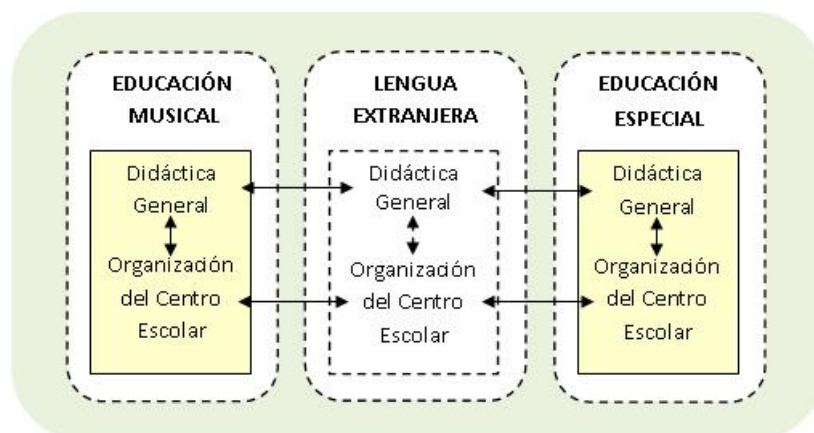 EDUCACIÓN
MUSICAL
Didáctica
General
Organización
del Centro
Escolar
LENGUA
EXTRANJERA
Didáctica
General
Organización
del Centro
Escolar
EDUCACIÓN
ESPECIAL
Didáctica
General
Organización
del Centro
Escolar